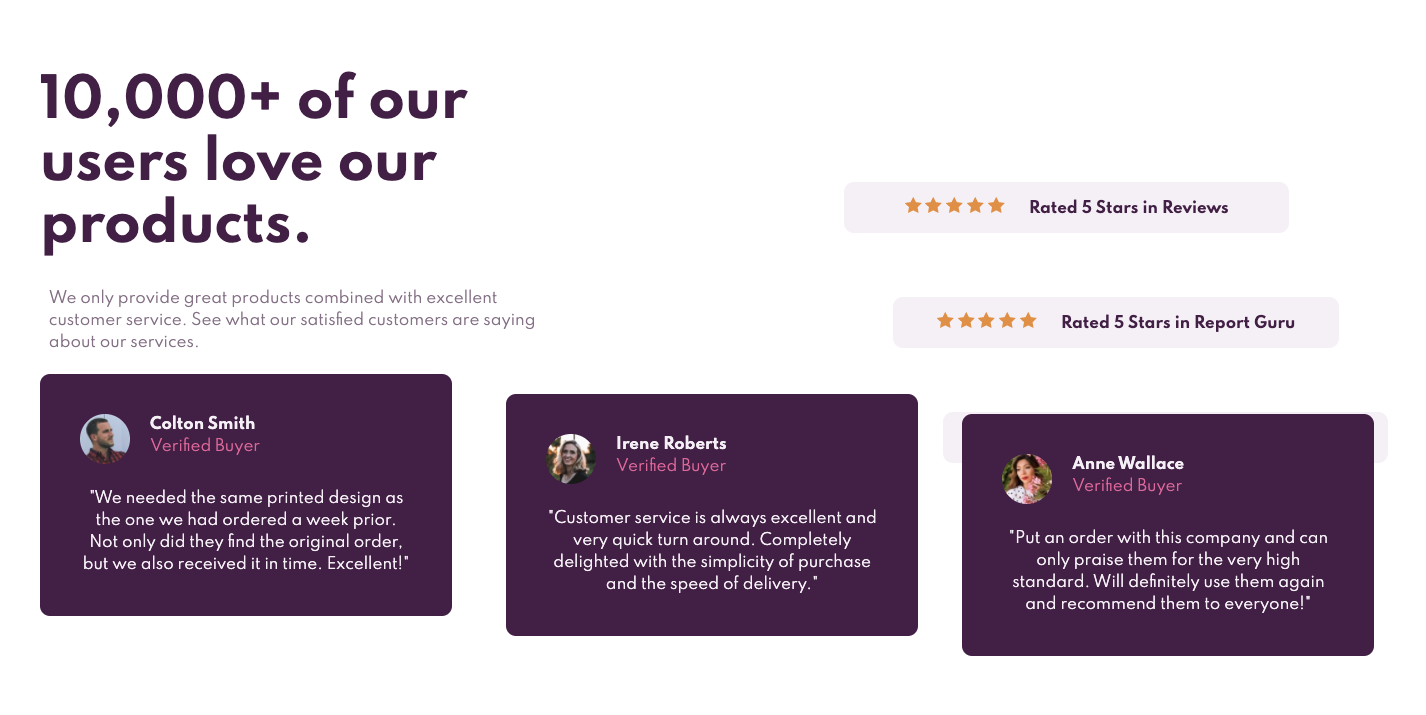 10,000+ of our
users love our
products.
We only provide great products combined with excellent
customer service. See what our satisfied customers are saying
about our services.
Rated 5 Stars in Reviews
Rated 5 Stars in Report Guru
Colton Smith
Verified Buyer
"We needed the same printed design as
the one we had ordered a week prior.
Not only did they find the original order,
but we also received it in time. Excellent!"
Irene Roberts
Verified Buyer
"Customer service is always excellent and
very quick turn around. Completely
delighted with the simplicity of purchase
and the speed of delivery."
Anne Wallace
Verified Buyer
"Put an order with this company and can
only praise them for the very high
standard. Will definitely use them again
and recommend them to everyone!"